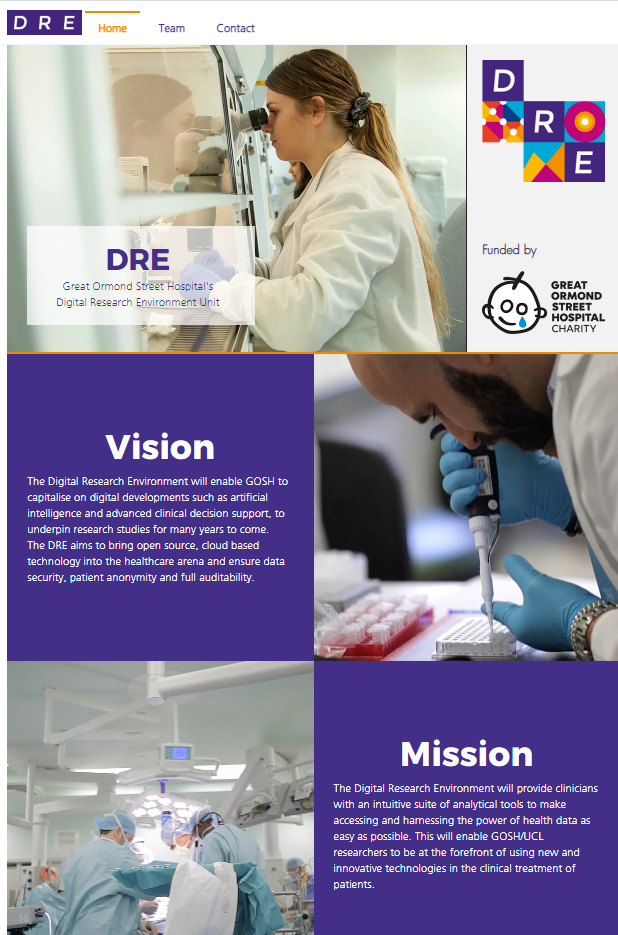 D R E
Home
Team
Contact
D
R
E
DRE
Great Ormond Street Hospital's
Digital Research Environment Unit
Funded by
GREAT
ORMOND
STREET
HOSPITAL
CHARITY
Vision
The Digital Research Environment will enable GOSH to
capitalise on digital developments such as artificial
intelligence and advanced clinical decision support, to
underpin research studies for many years to come.
The DRE aims to bring open source, cloud based
technology into the healthcare arena and ensure data
security, patient anonymity and full auditability.
Mission
The Digital Research Environment will provide clinicians
with an intuitive suite of analytical tools to make
accessing and harnessing the power of health data as
easy as possible. This will enable GOSH/UCL
researchers to be at the forefront of using new and
innovative technologies in the clinical treatment of
patients.